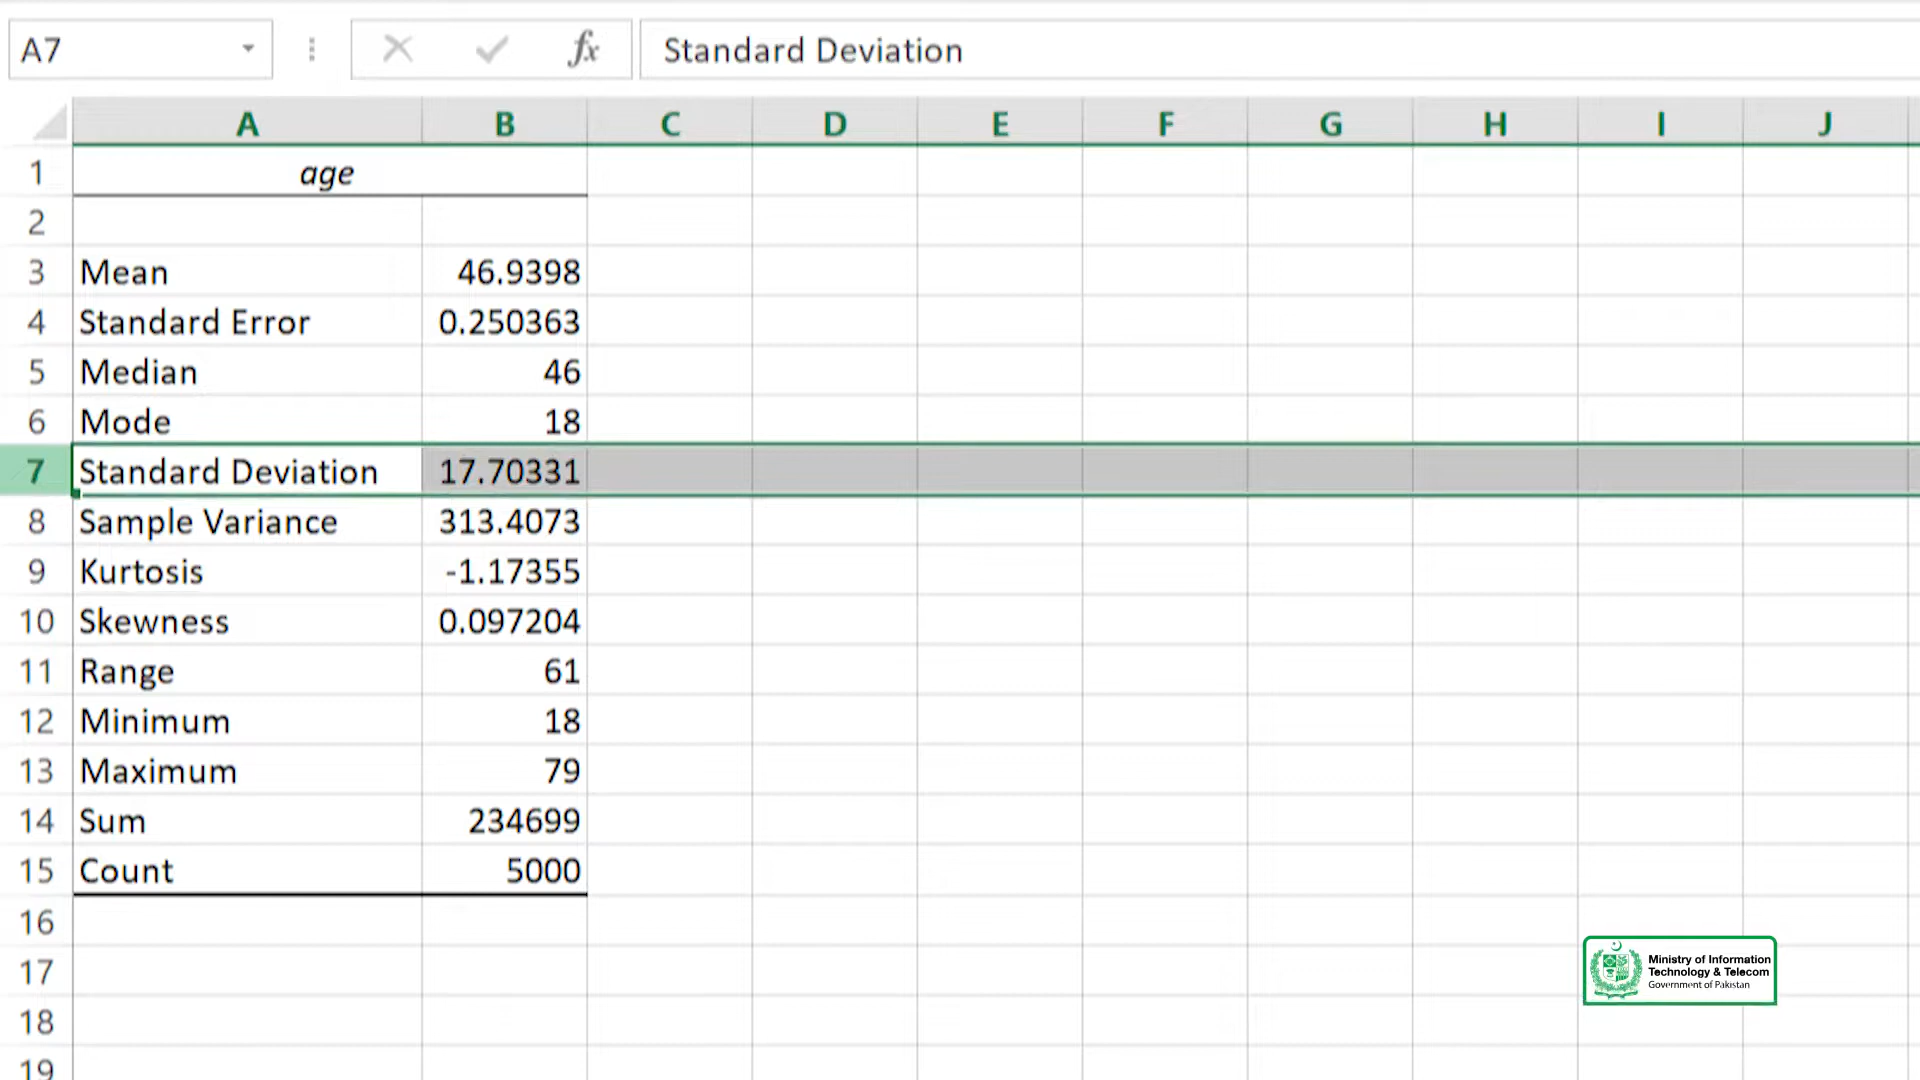 A7 fx Standard Deviation
A B C D E F G H I J
1 age
2
3 Mean 46.9398
4 Standard Error 0.250363
5 Median 46
6 Mode 18
7 Standard Deviation 17.70331
8 Sample Variance 313.4073
9 Kurtosis -1.17355
10 Skewness 0.097204
11 Range 61
12 Minimum 18
13 Maximum 79
14 Sum 234699
15 Count 5000
16
17
18
19
Ministry of Information
Technology & Telecom
Government of Pakistan